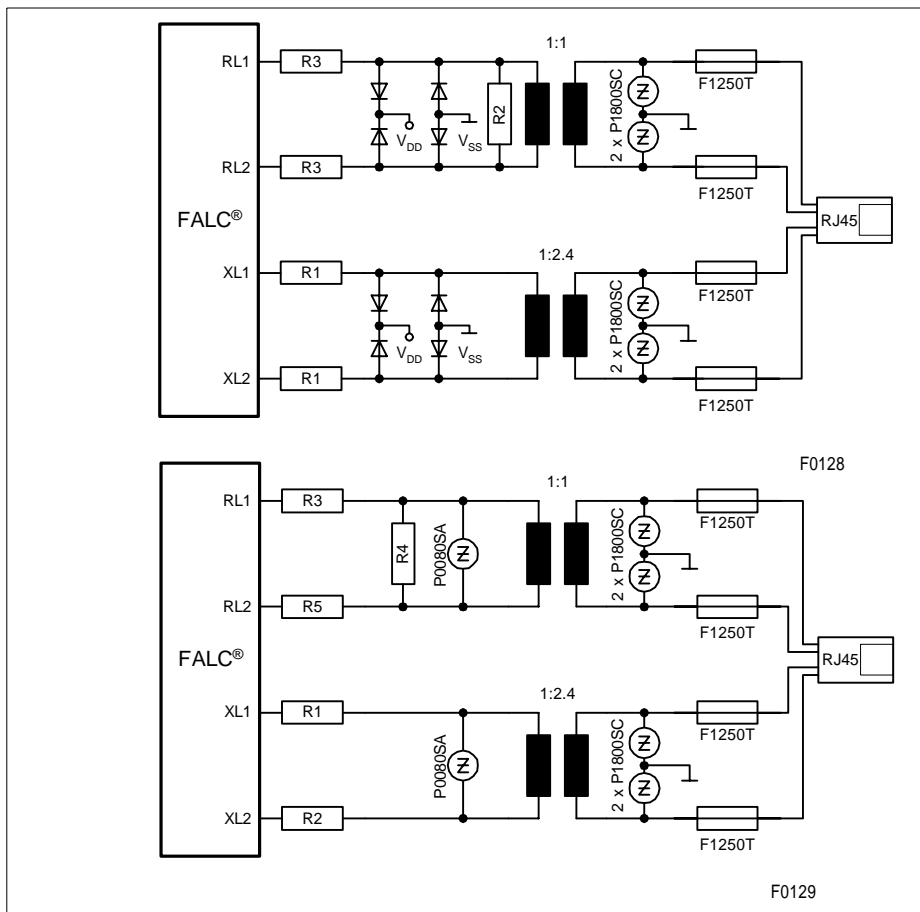 1:1
RL1
R3
F1250T
R2
2 x P1800SC
VDD
VSS
RL2
R3
F1250T
FALC®
RJ45
XL1
R1
1:2.4
F1250T
2 x P1800SC
VDD
VSS
XL2
R1
F1250T
F0128
1:1
RL1
R3
F1250T
R4
P0080SA
2 x P1800SC
RL2
R5
F1250T
FALC®
RJ45
XL1
R1
1:2.4
F1250T
P0080SA
2 x P1800SC
XL2
R2
F1250T
F0129